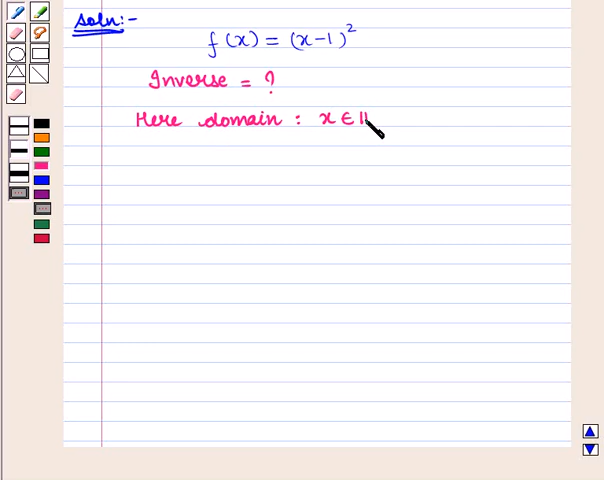 Soln:-
f(x) = (x-1)²
Inverse = ?
Here domain : x ∈